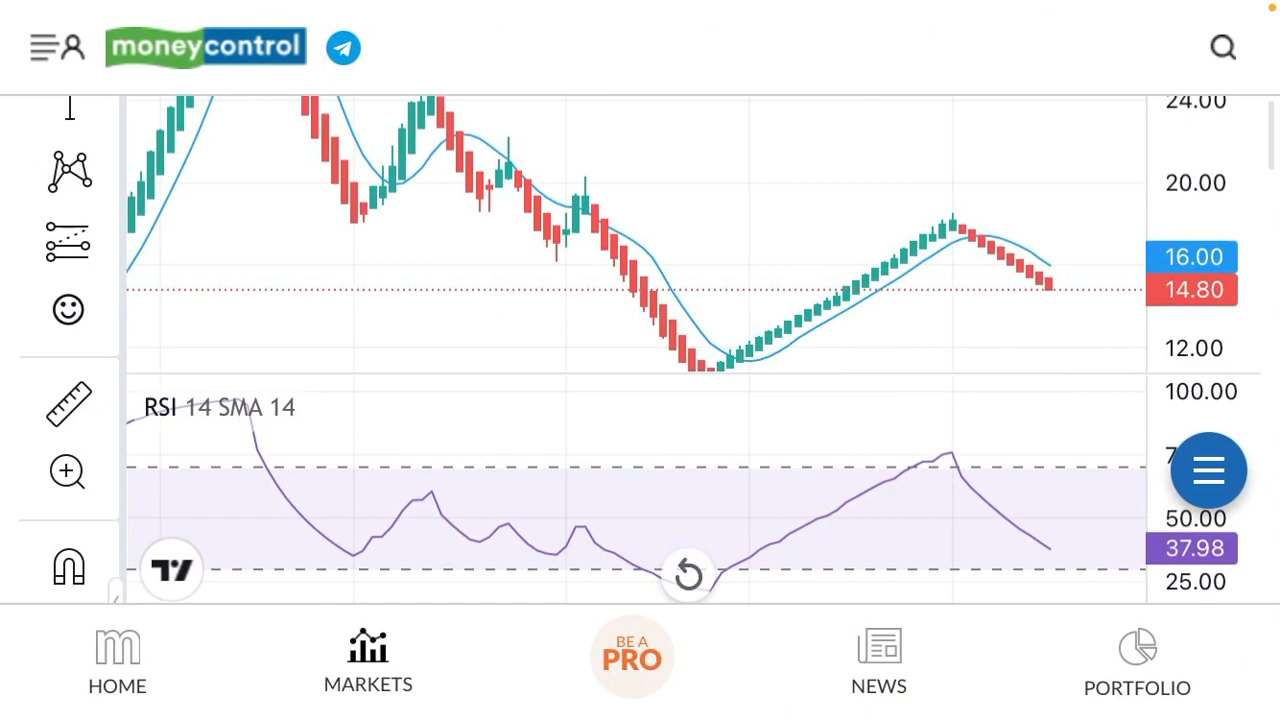 moneycontrol
24.00
20.00
16.00
14.80
12.00
RSI 14 SMA 14
100.00
50.00
37.98
25.00
BE A
PRO
HOME
MARKETS
NEWS
PORTFOLIO